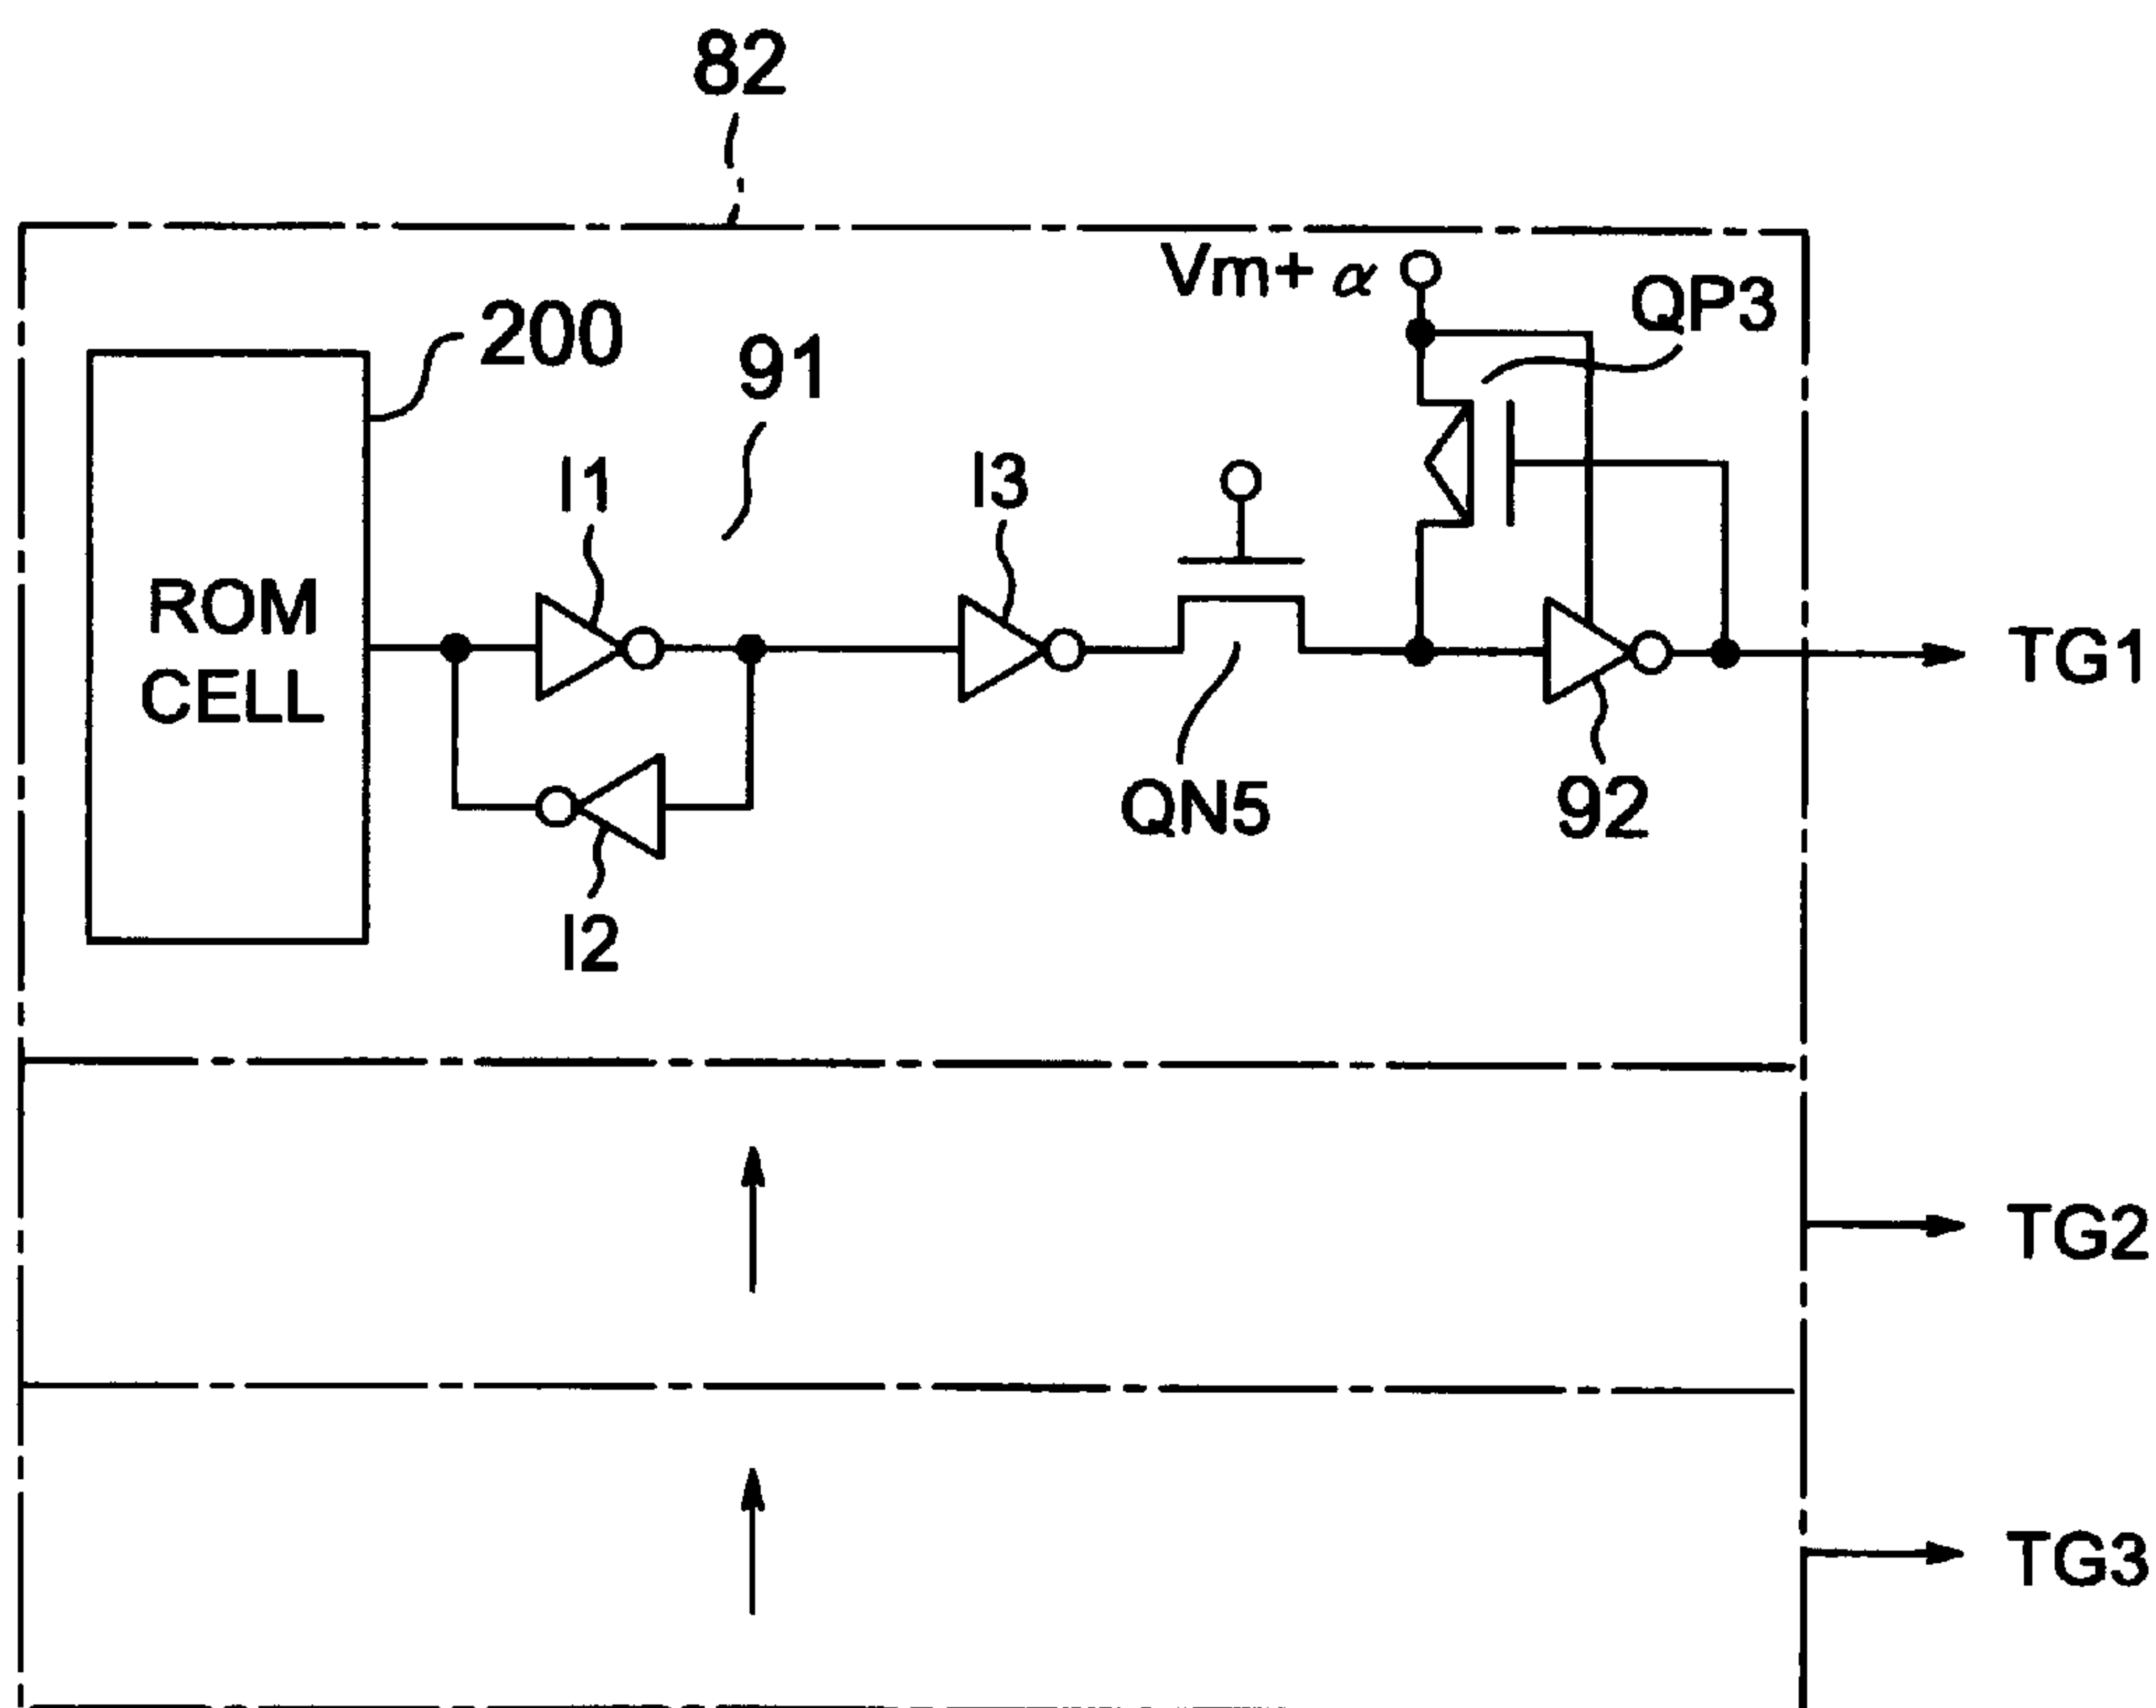 82
Vm+ α
QP3
200
91
I1
I3
ROM
CELL
TG1
QN5
92
I2
TG2
TG3